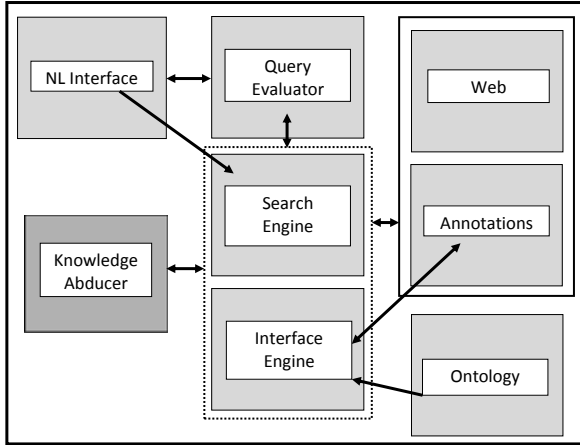 NL Interface
Query
Evaluator
Web
Search
Engine
Annotations
Knowledge
Abducer
Interface
Engine
Ontology